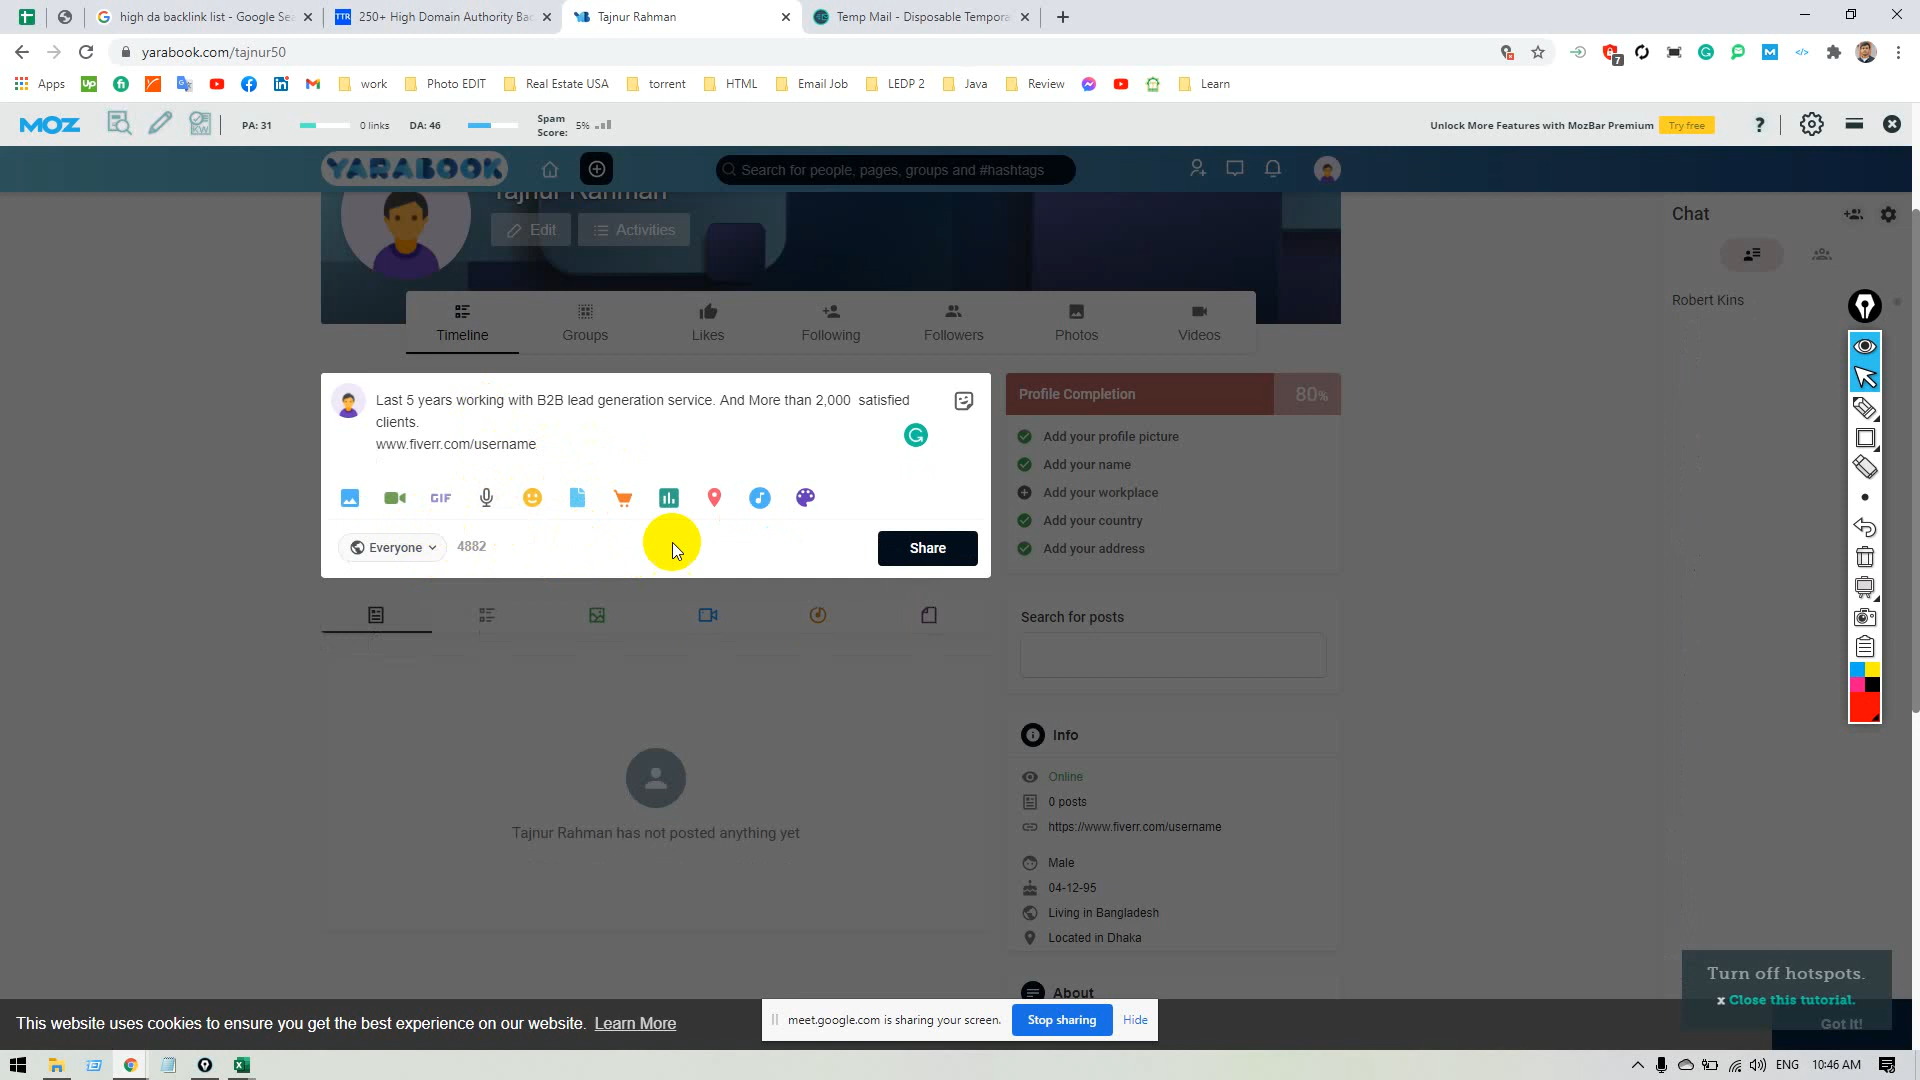 high da backlink list - Google Se
250+ High Domain Authority Bac
Tajnur Rahman
Temp Mail - Disposable Tempora
yarabook.com/tajnur50
7
Apps
work
Photo EDIT
Real Estate USA
torrent
HTML
Email Job
LEDP 2
Java
Review
Learn
MOZ
PA: 31
0 links
DA: 46
Spam Score: 5%
Unlock More Features with MozBar Premium
Try free
?
YARABOOK
Search for people, pages, groups and #hashtags
Tajnur Rahman
Edit
Activities
Chat
Robert Kins
Timeline
Groups
Likes
Following
Followers
Photos
Videos
Last 5 years working with B2B lead generation service. And More than 2,000 satisfied
clients.
www.fiverr.com/username
GIF
Everyone
4882
Share
Profile Completion
80%
Add your profile picture
Add your name
Add your workplace
Add your country
Add your address
Search for posts
Tajnur Rahman has not posted anything yet
Info
Online
0 posts
https://www.fiverr.com/username
Male
04-12-95
Living in Bangladesh
Located in Dhaka
About
Turn off hotspots.
x Close this tutorial.
Got It!
This website uses cookies to ensure you get the best experience on our website. Learn More
meet.google.com is sharing your screen.
Stop sharing
Hide
ENG
10:46 AM